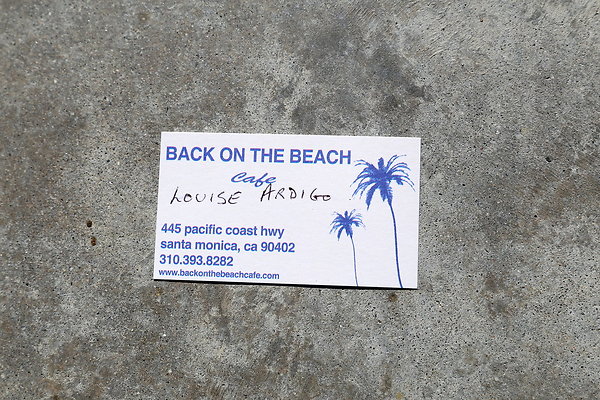 BACK ON THE BEACH
Cafe
LOUISE ARDIGO
445 pacific coast hwy
santa monica, ca 90402
310.393.8282
www.backonthebeachcafe.com